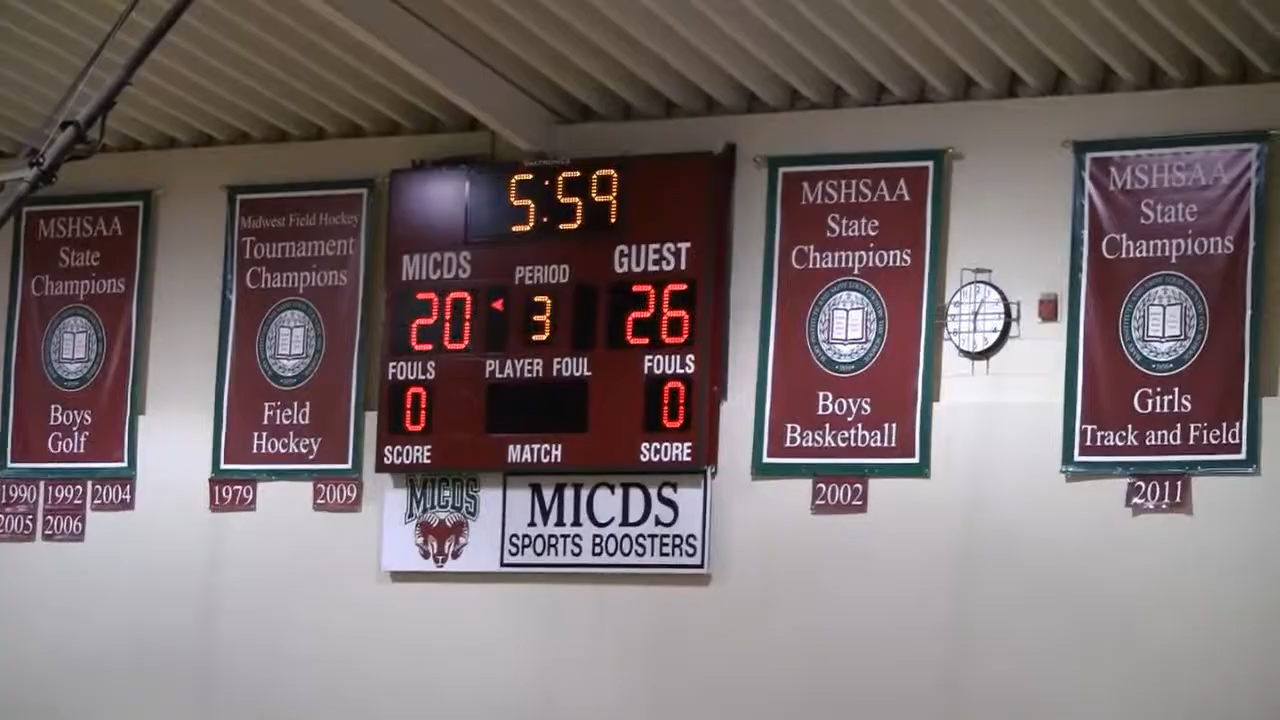 MSHSAA
State
Champions
Boys
Golf
1990 1992 2004
2005 2006
Midwest Field Hockey
Tournament
Champions
Field
Hockey
1979 2009
5:59
MICDS PERIOD GUEST
20 3 26
FOULS PLAYER FOUL FOULS
0 0
SCORE MATCH SCORE
MICDS
MICDS
SPORTS BOOSTERS
MSHSAA
State
Champions
Boys
Basketball
2002
MSHSAA
State
Champions
Girls
Track and Field
2011